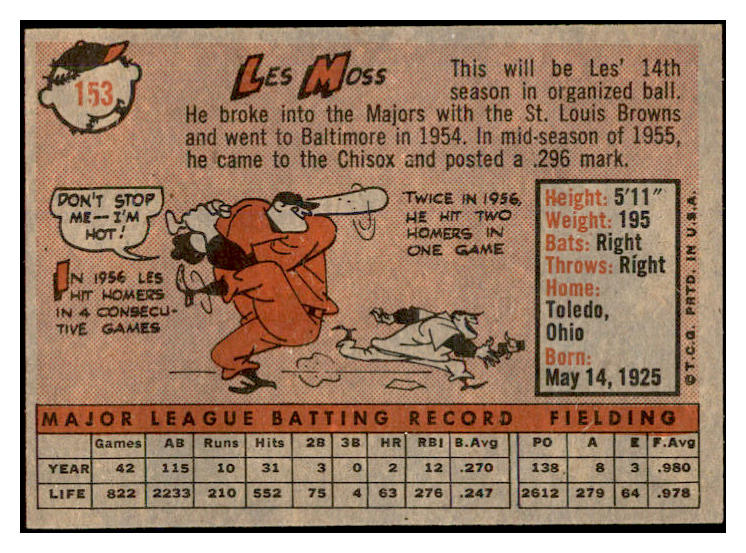 153
Les Moss
This will be Les' 14th
season in organized ball.
He broke into the Majors with the St. Louis Browns
and went to Baltimore in 1954. In mid-season of 1955,
he came to the Chisox and posted a .296 mark.
DON'T STOP
ME—I'M
HOT!
IN 1956 LES
HIT HOMERS
IN 4 CONSECU-
TIVE GAMES
TWICE IN 1956,
HE HIT TWO
HOMERS IN
ONE GAME
Height: 5'11"
Weight: 195
Bats: Right
Throws: Right
Home:
Toledo,
Ohio
Born:
May 14, 1925
© T.C.G. PRTD. IN U.S.A.
MAJOR LEAGUE BATTING RECORD FIELDING
Games AB Runs Hits 2B 3B HR RBI B.Avg PO A E F.Avg
YEAR 42 115 10 31 3 0 2 12 .270 138 8 3 .980
LIFE 822 2233 210 552 75 4 63 276 .247 2612 279 64 .978